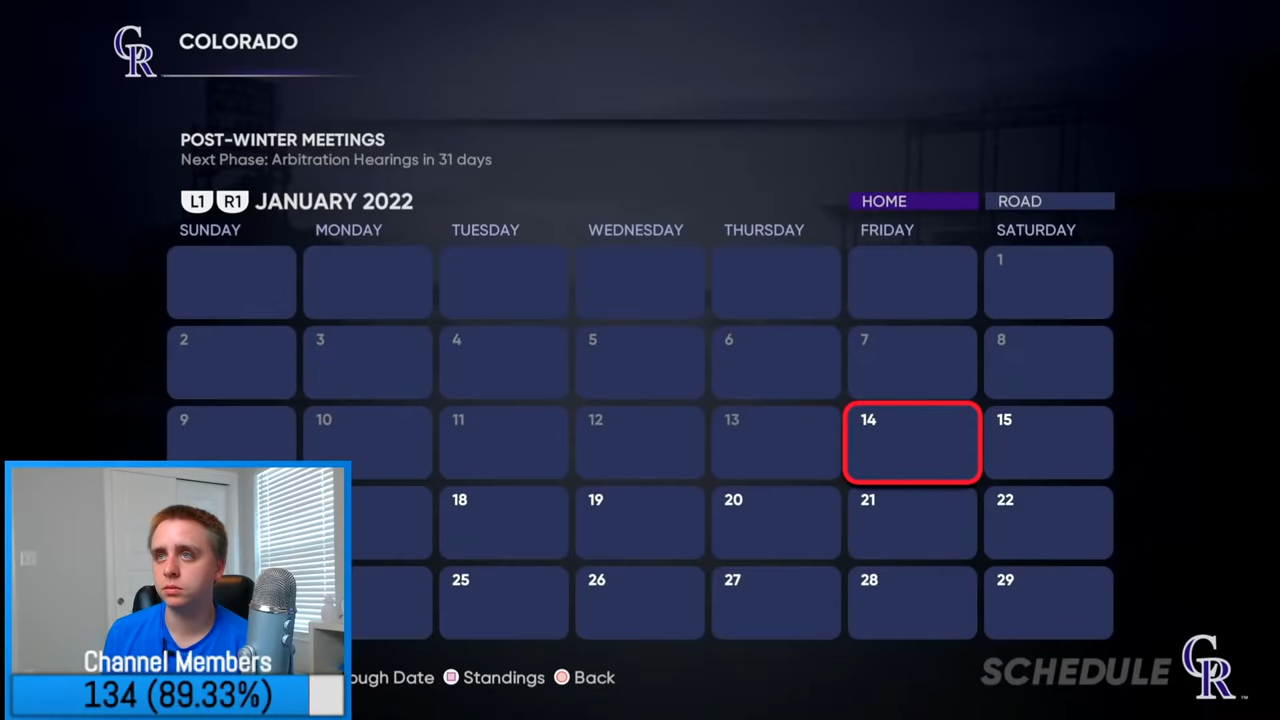 COLORADO
POST-WINTER MEETINGS
Next Phase: Arbitration Hearings in 31 days
L1 R1 JANUARY 2022
HOME ROAD
SUNDAY MONDAY TUESDAY WEDNESDAY THURSDAY FRIDAY SATURDAY
1
2 3 4 5 6 7 8
9 10 11 12 13 14 15
18 19 20 21 22
25 26 27 28 29
ough Date Standings Back
SCHEDULE CR
Channel Members
134 (89.33%)